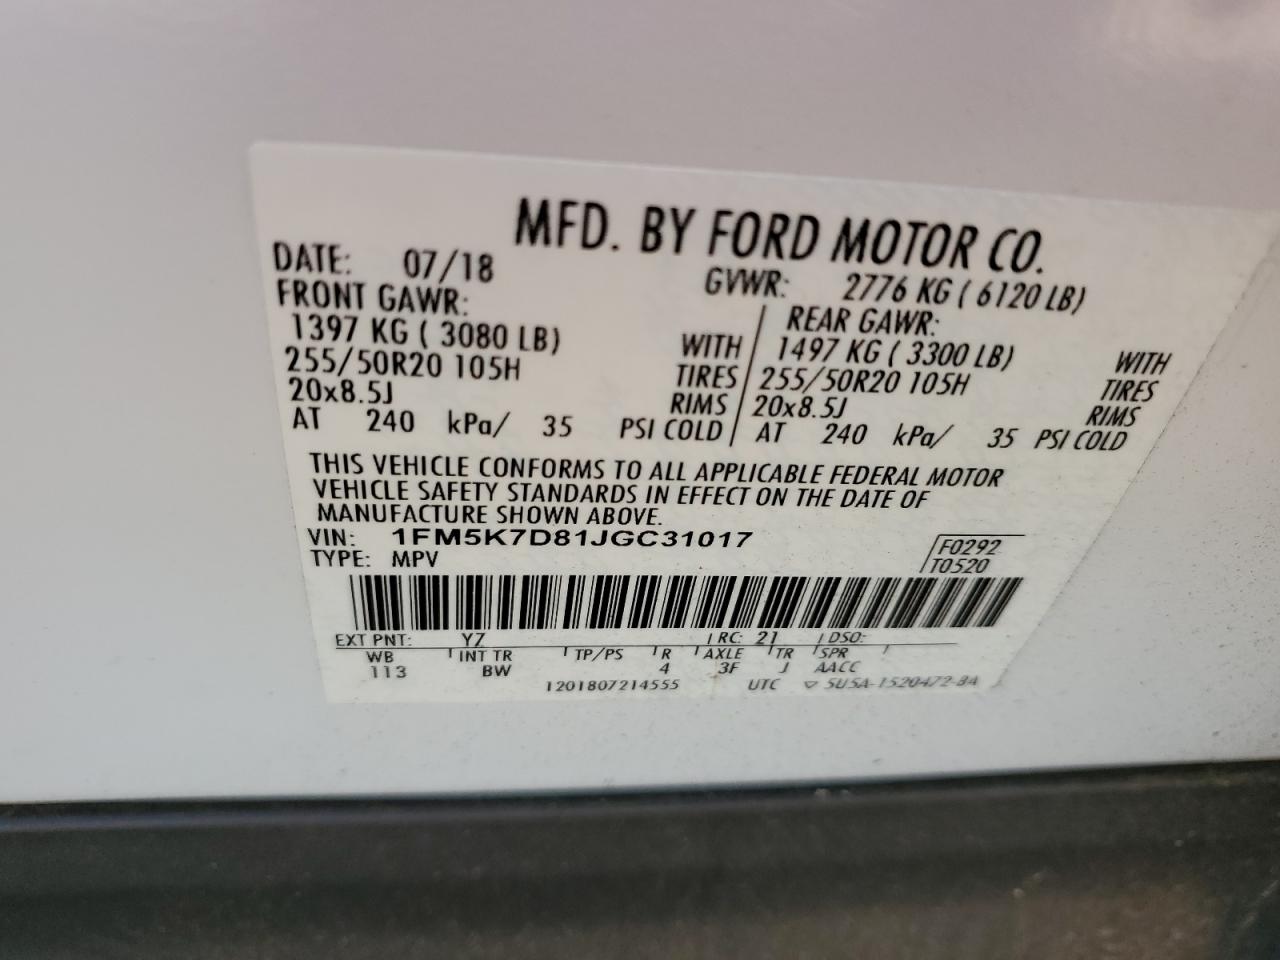 MFD. BY FORD MOTOR CO.
DATE: 07/18 GVWR: 2776 KG ( 6120 LB)
FRONT GAWR: REAR GAWR:
1397 KG ( 3080 LB) WITH 1497 KG ( 3300 LB) WITH
255/50R20 105H TIRES 255/50R20 105H TIRES
20x8.5J RIMS 20x8.5J RIMS
AT 240 kPa/ 35 PSI COLD AT 240 kPa/ 35 PSI COLD
THIS VEHICLE CONFORMS TO ALL APPLICABLE FEDERAL MOTOR
VEHICLE SAFETY STANDARDS IN EFFECT ON THE DATE OF
MANUFACTURE SHOWN ABOVE.
VIN: 1FM5K7D81JGC31017 F0292
TYPE: MPV T0520
EXT PNT: YZ RC: 21 DSO:
WB INT TR TP/PS R AXLE TR SPR
113 BW 4 3F J AACC
1201807214555 UTC ▽ 5U5A-1520472-BA